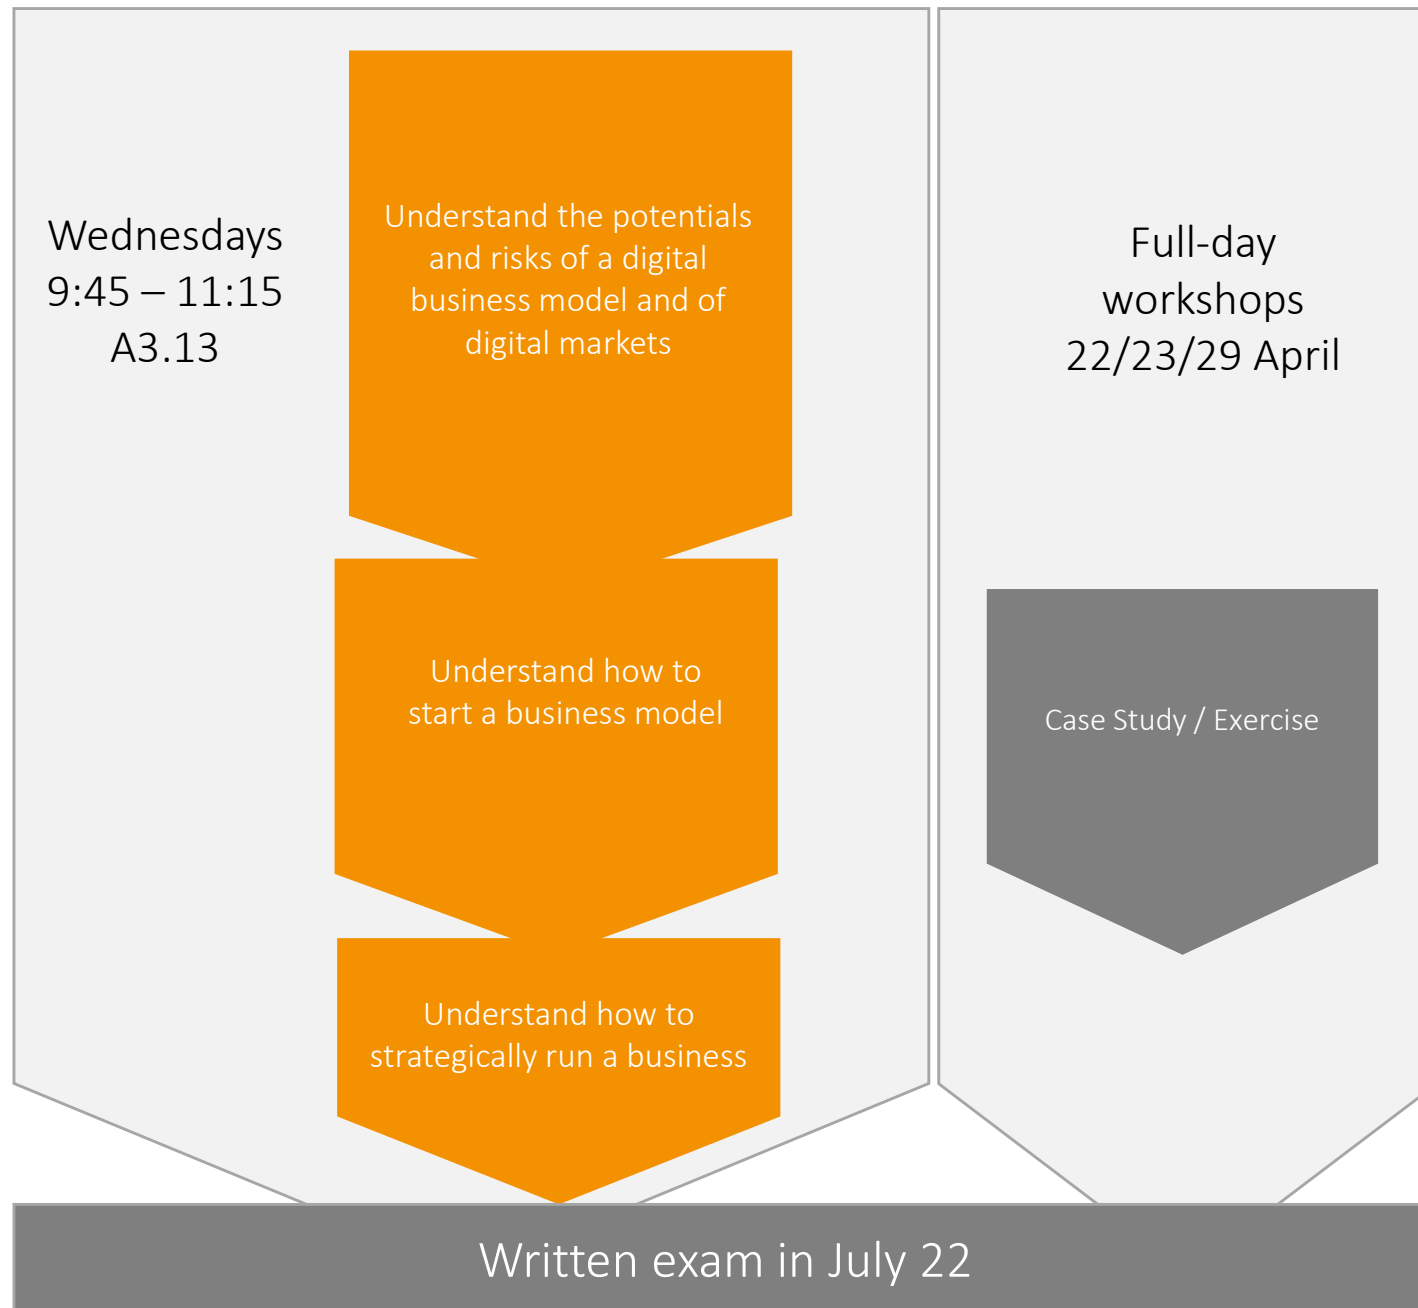 Wednesdays
9:45 – 11:15
A3.13
Understand the potentials
and risks of a digital
business model and of
digital markets
Understand how to
start a business model
Understand how to
strategically run a business
Full-day
workshops
22/23/29 April
Case Study / Exercise
Written exam in July 22